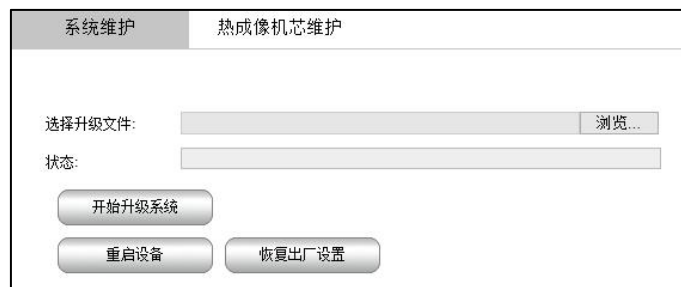 系统维护 热成像机芯维护
选择升级文件: 浏览...
状态:
开始升级系统
重启设备 恢复出厂设置